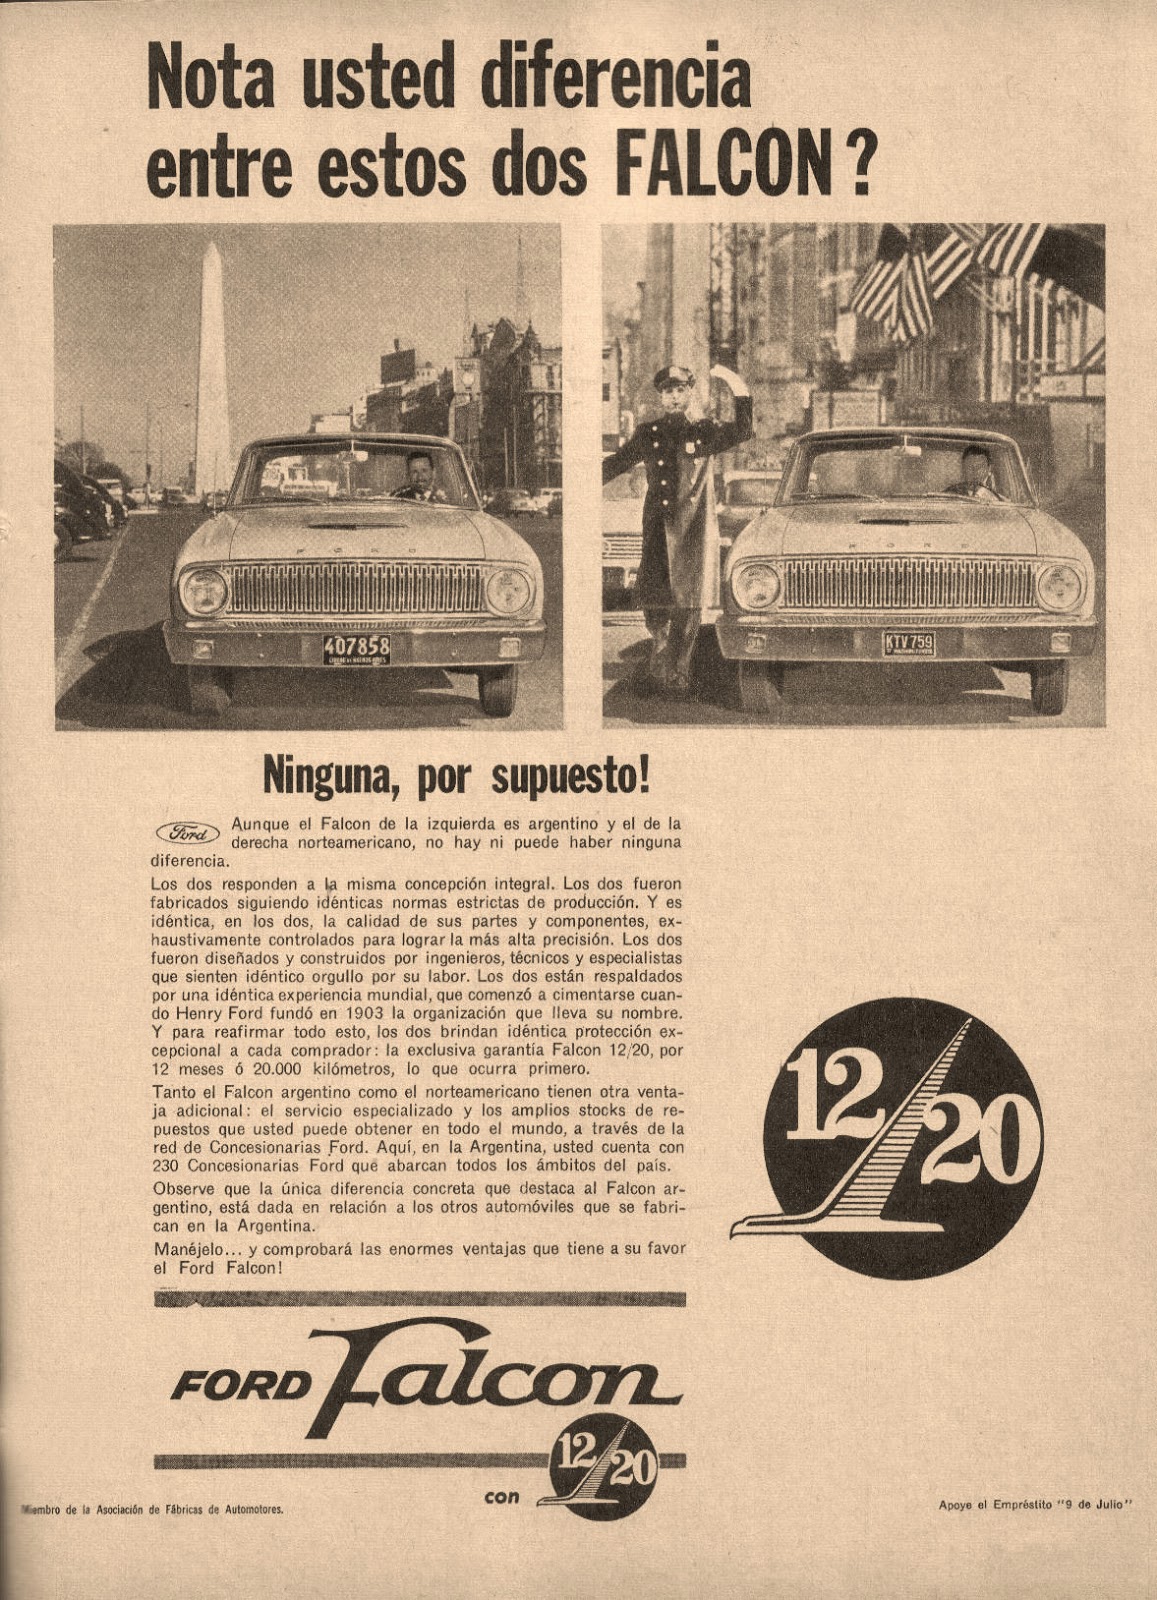 Nota usted diferencia
entre estos dos FALCON?
FORD
407858
FORD
KTV 759
Ninguna, por supuesto!
Ford
Aunque el Falcon de la izquierda es argentino y el de la
derecha norteamericano, no hay ni puede haber ninguna
diferencia.
Los dos responden a la misma concepción integral. Los dos fueron
fabricados siguiendo idénticas normas estrictas de producción. Y es
idéntica, en los dos, la calidad de sus partes y componentes, ex-
haustivamente controlados para lograr la más alta precisión. Los dos
fueron diseñados y construidos por ingenieros, técnicos y especialistas
que sienten idéntico orgullo por su labor. Los dos están respaldados
por una idéntica experiencia mundial, que comenzó a cimentarse cuan-
do Henry Ford fundó en 1903 la organización que lleva su nombre.
Y para reafirmar todo esto, los dos brindan idéntica protección ex-
cepcional a cada comprador: la exclusiva garantía Falcon 12/20, por
12 meses ó 20.000 kilómetros, lo que ocurra primero.
Tanto el Falcon argentino como el norteamericano tienen otra venta-
ja adicional: el servicio especializado y los amplios stocks de re-
puestos que usted puede obtener en todo el mundo, a través de la
red de Concesionarias Ford. Aquí, en la Argentina, usted cuenta con
230 Concesionarias Ford que abarcan todos los ámbitos del país.
Observe que la única diferencia concreta que destaca al Falcon ar-
gentino, está dada en relación a los otros automóviles que se fabri-
can en la Argentina.
Manéjelo... y comprobará las enormes ventajas que tiene a su favor
el Ford Falcon!
12/20
FORD Falcon
con 12/20
Miembro de la Asociación de Fábricas de Automotores.
Apoye el Empréstito "9 de Julio"